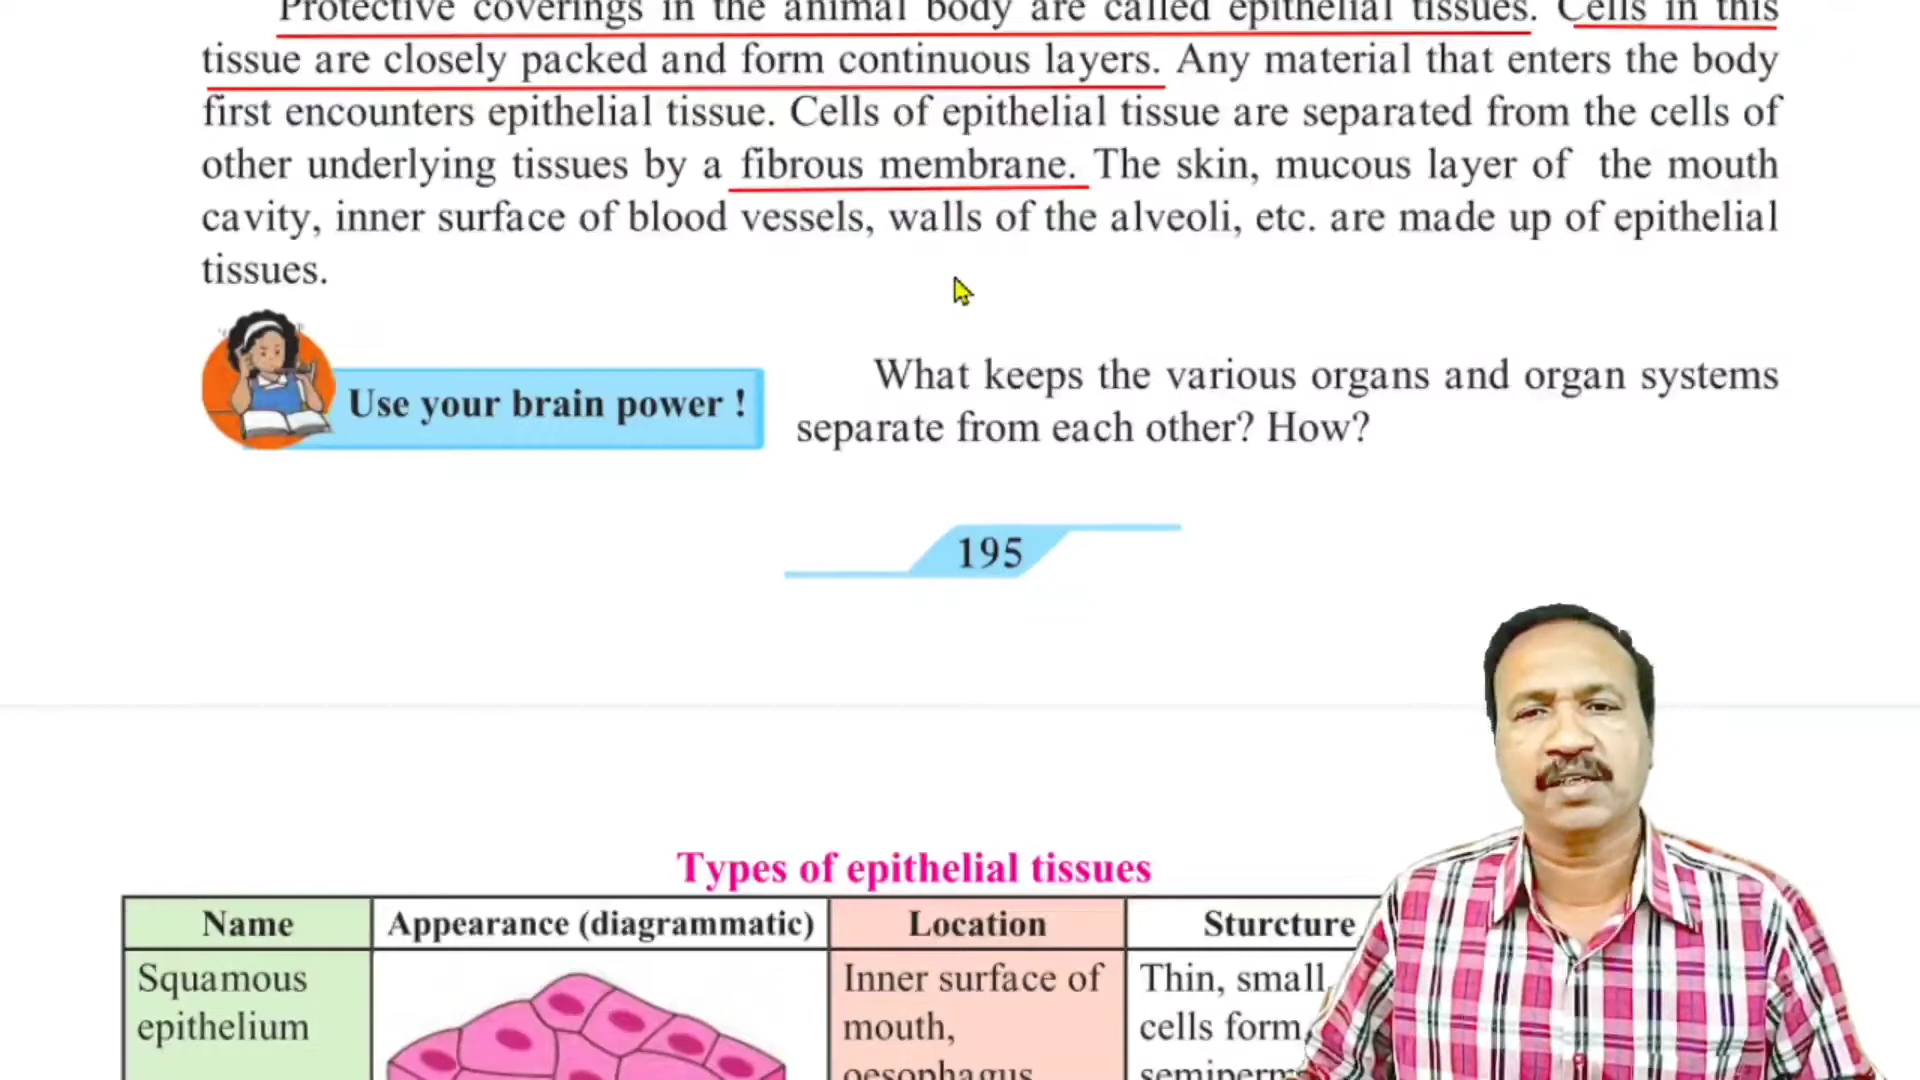 Protective coverings in the animal body are called epithelial tissues. Cells in this
tissue are closely packed and form continuous layers. Any material that enters the body
first encounters epithelial tissue. Cells of epithelial tissue are separated from the cells of
other underlying tissues by a fibrous membrane. The skin, mucous layer of the mouth
cavity, inner surface of blood vessels, walls of the alveoli, etc. are made up of epithelial
tissues.
Use your brain power !
What keeps the various organs and organ systems
separate from each other? How?
195
Types of epithelial tissues
Name
Appearance (diagrammatic)
Location
Sturcture
Squamous
epithelium
Inner surface of
mouth,
oesophagus
Thin, small,
cells form